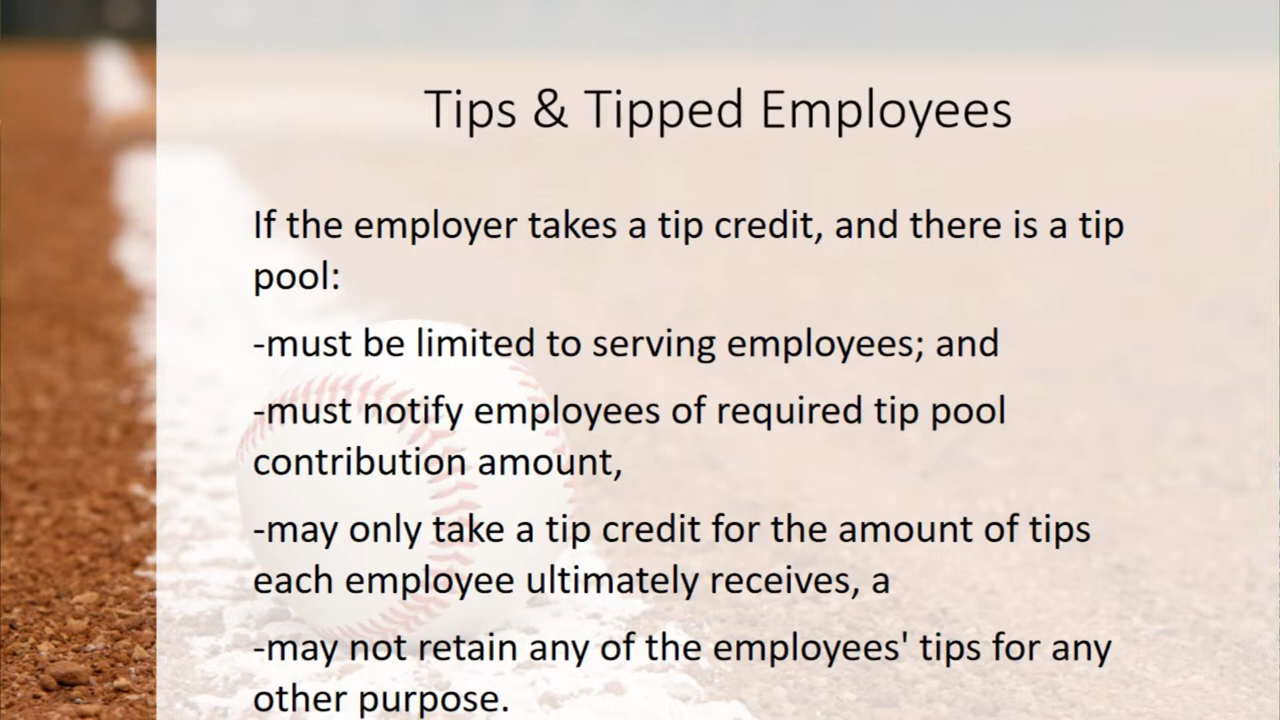 Tips & Tipped Employees
If the employer takes a tip credit, and there is a tip
pool:
-must be limited to serving employees; and
-must notify employees of required tip pool
contribution amount,
-may only take a tip credit for the amount of tips
each employee ultimately receives, a
-may not retain any of the employees' tips for any
other purpose.